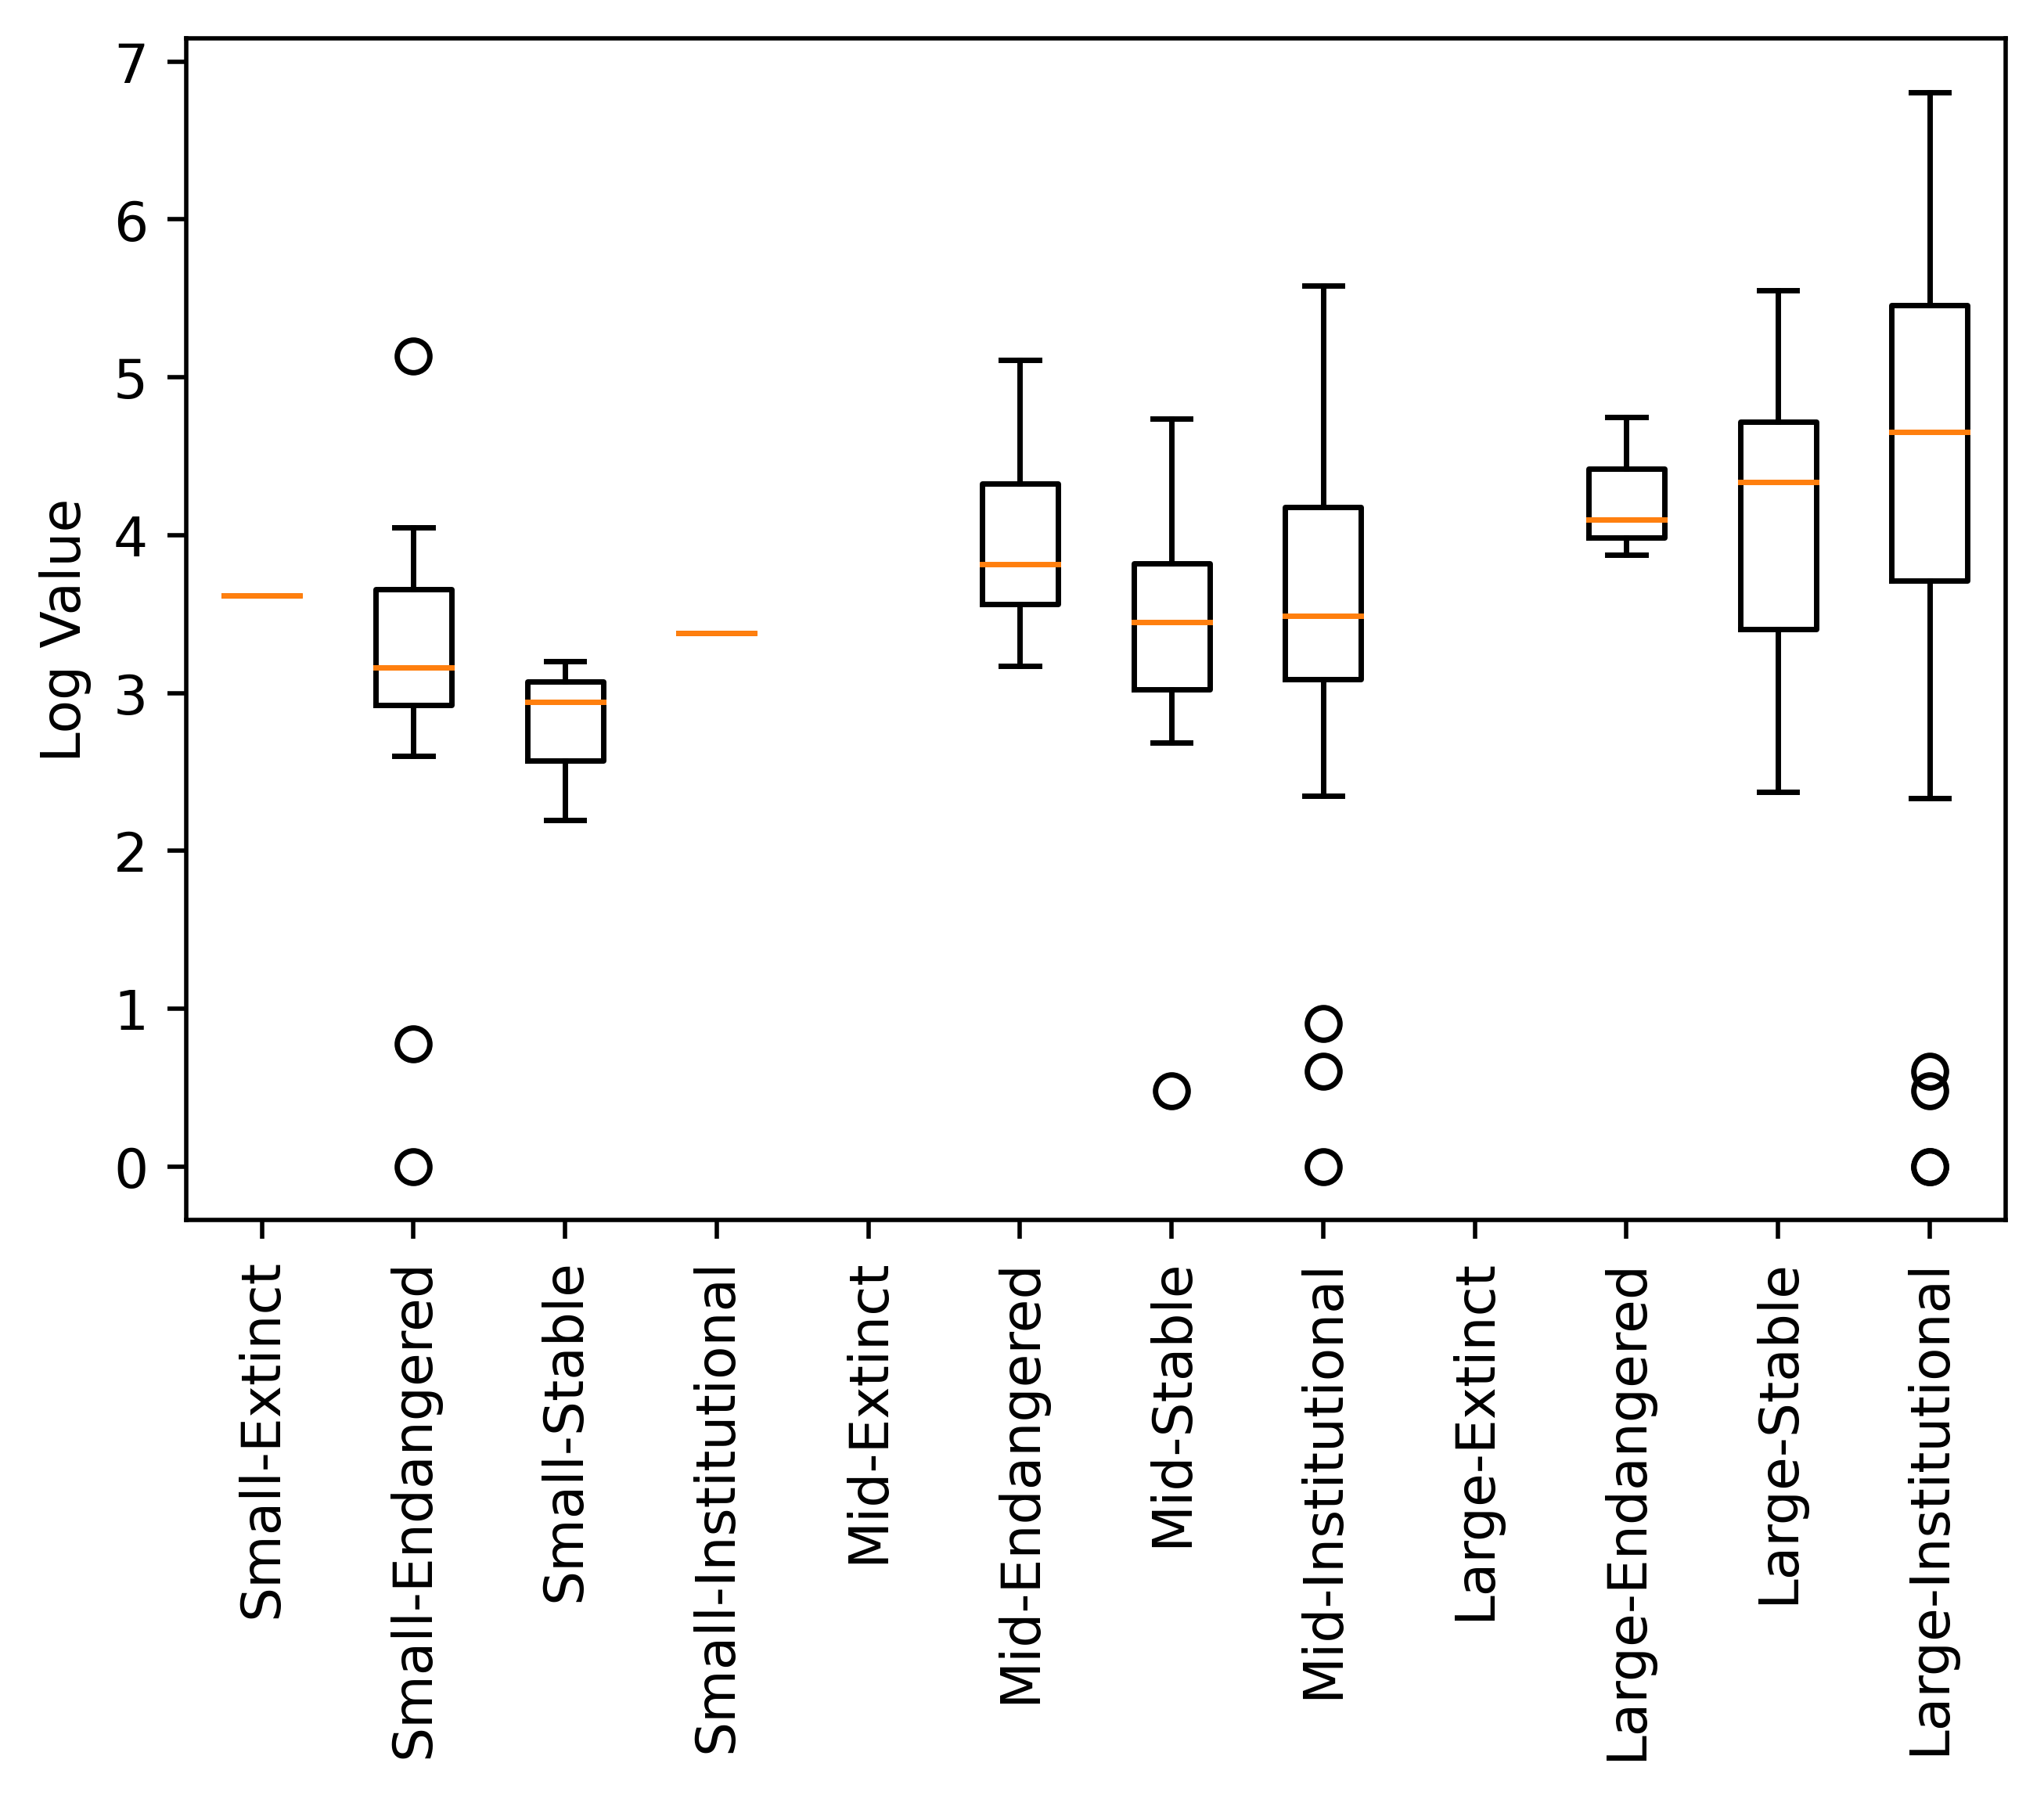 7
6
5
4
3
2
1
0
Log Value
Small-Extinct
Small-Endangered
Small-Stable
Small-Institutional
Mid-Extinct
Mid-Endangered
Mid-Stable
Mid-Institutional
Large-Extinct
Large-Endangered
Large-Stable
Large-Institutional